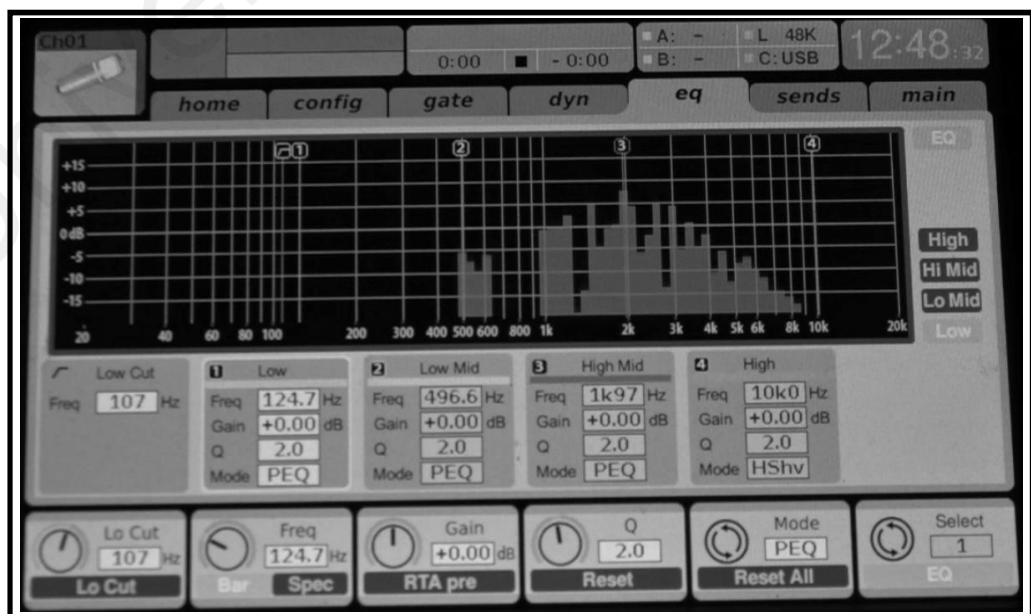 Ch01
0:00 - 0:00
A: - L 48K
B: - C: USB
12:48:32
home config gate dyn eq sends main
EQ
1 2 3 4
+15
+10
+5
0 dB
-5
-10
-15
20 40 60 80 100 200 300 400 500 600 800 1k 2k 3k 4k 5k 6k 8k 10k 20k
High
Hi Mid
Lo Mid
Low
Low Cut
Freq 107 Hz
1 Low
Freq 124.7 Hz
Gain +0.00 dB
Q 2.0
Mode PEQ
2 Low Mid
Freq 496.6 Hz
Gain +0.00 dB
Q 2.0
Mode PEQ
3 High Mid
Freq 1k97 Hz
Gain +0.00 dB
Q 2.0
Mode PEQ
4 High
Freq 10k0 Hz
Gain +0.00 dB
Q 2.0
Mode HShv
Lo Cut
107 Hz
Lo Cut
Freq
124.7 Hz
Bar Spec
Gain
+0.00 dB
RTA pre
Q
2.0
Reset
Mode
PEQ
Reset All
Select
1
EQ